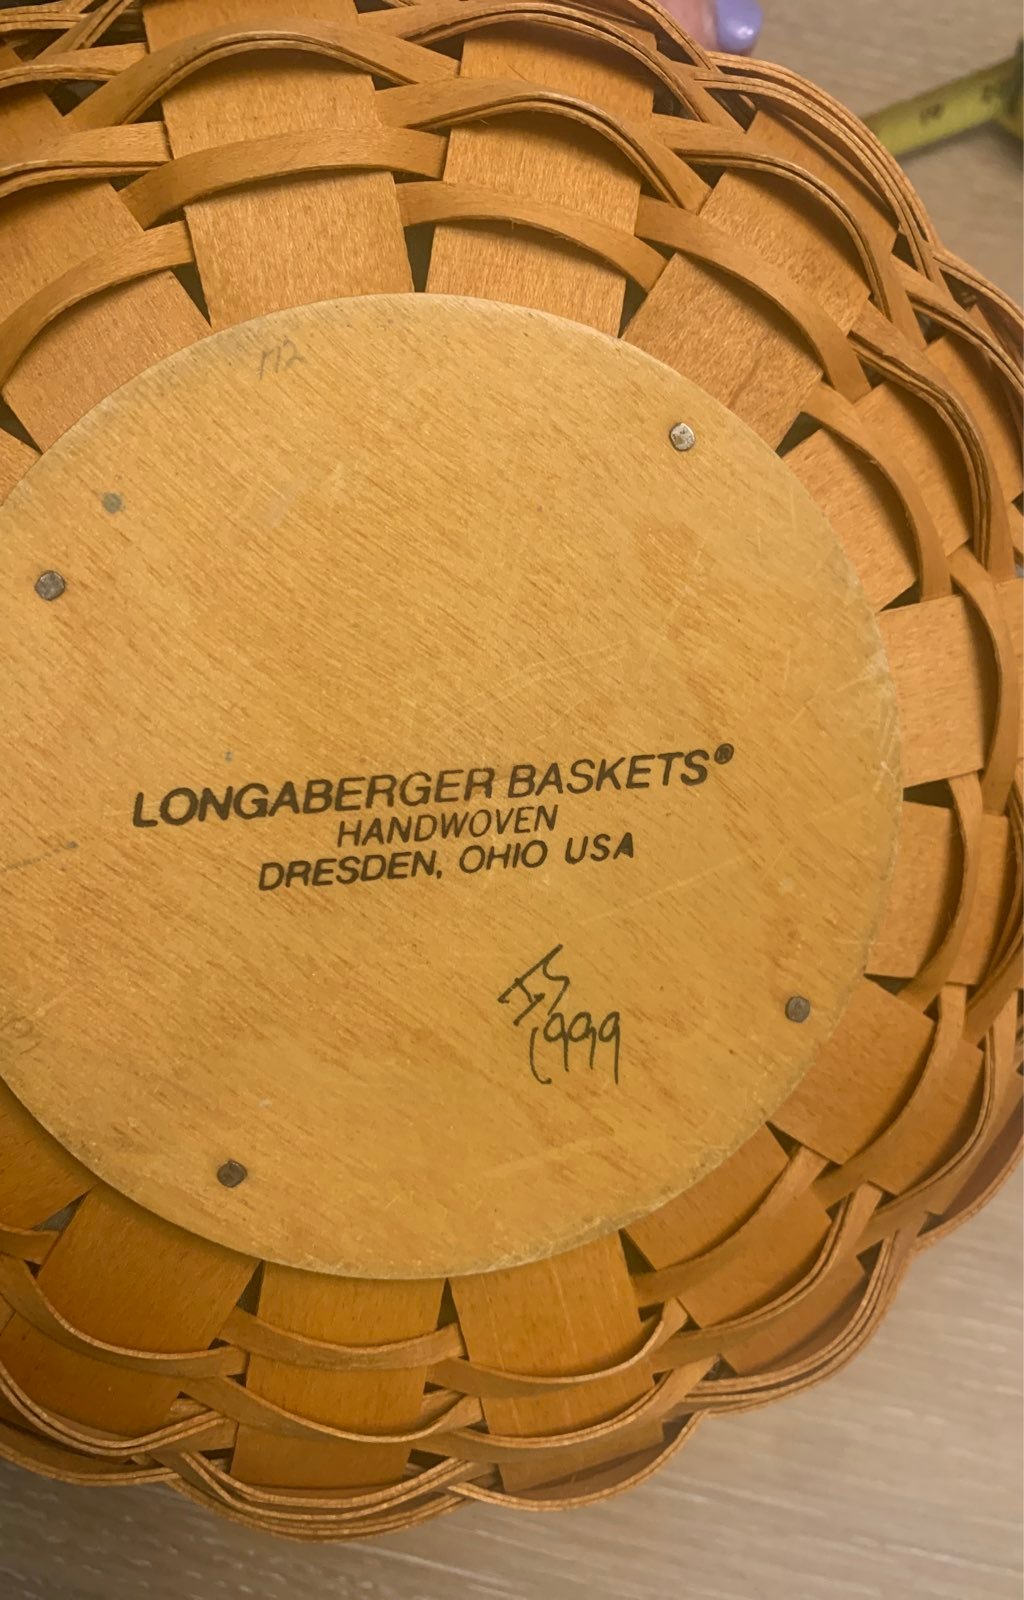 LONGABERGER BASKETS®
HANDWOVEN
DRESDEN, OHIO USA
1999